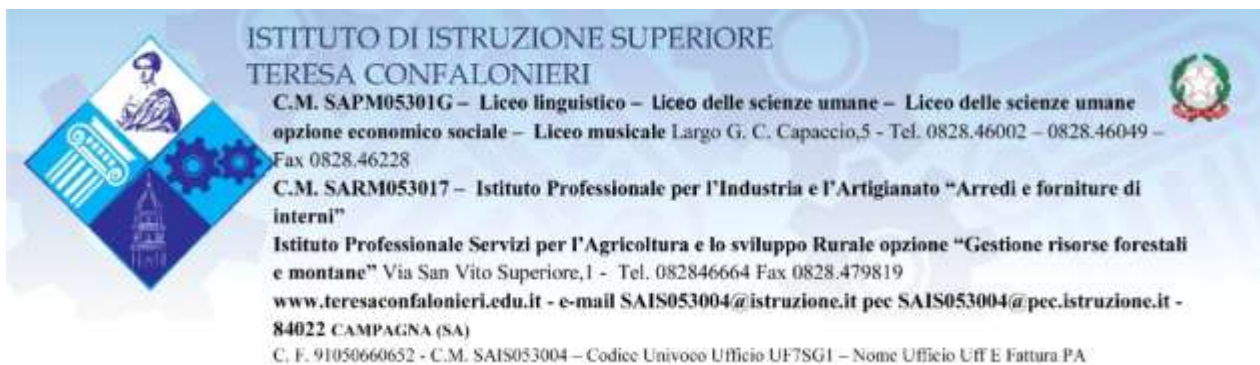 ISTITUTO DI ISTRUZIONE SUPERIORE
TERESA CONFALONIERI
C.M. SAPM05301G – Liceo linguistico – Liceo delle scienze umane – Liceo delle scienze umane
opzione economico sociale – Liceo musicale Largo G. C. Capaccio,5 - Tel. 0828.46002 – 0828.46049 –
Fax 0828.46228
C.M. SARM053017 – Istituto Professionale per l'Industria e l'Artigianato “Arredi e forniture di
interni”
Istituto Professionale Servizi per l'Agricoltura e lo sviluppo Rurale opzione “Gestione risorse forestali
e montane” Via San Vito Superiore,1 - Tel. 082846664 Fax 0828.479819
www.teresaconfalonieri.edu.it - e-mail SAIS053004@istruzione.it pec SAIS053004@pec.istruzione.it -
84022 CAMPAGNA (SA)
C. F. 91050660652 - C.M. SAIS053004 – Codice Univoco Ufficio UF7SG1 – Nome Ufficio Uff E Fattura PA